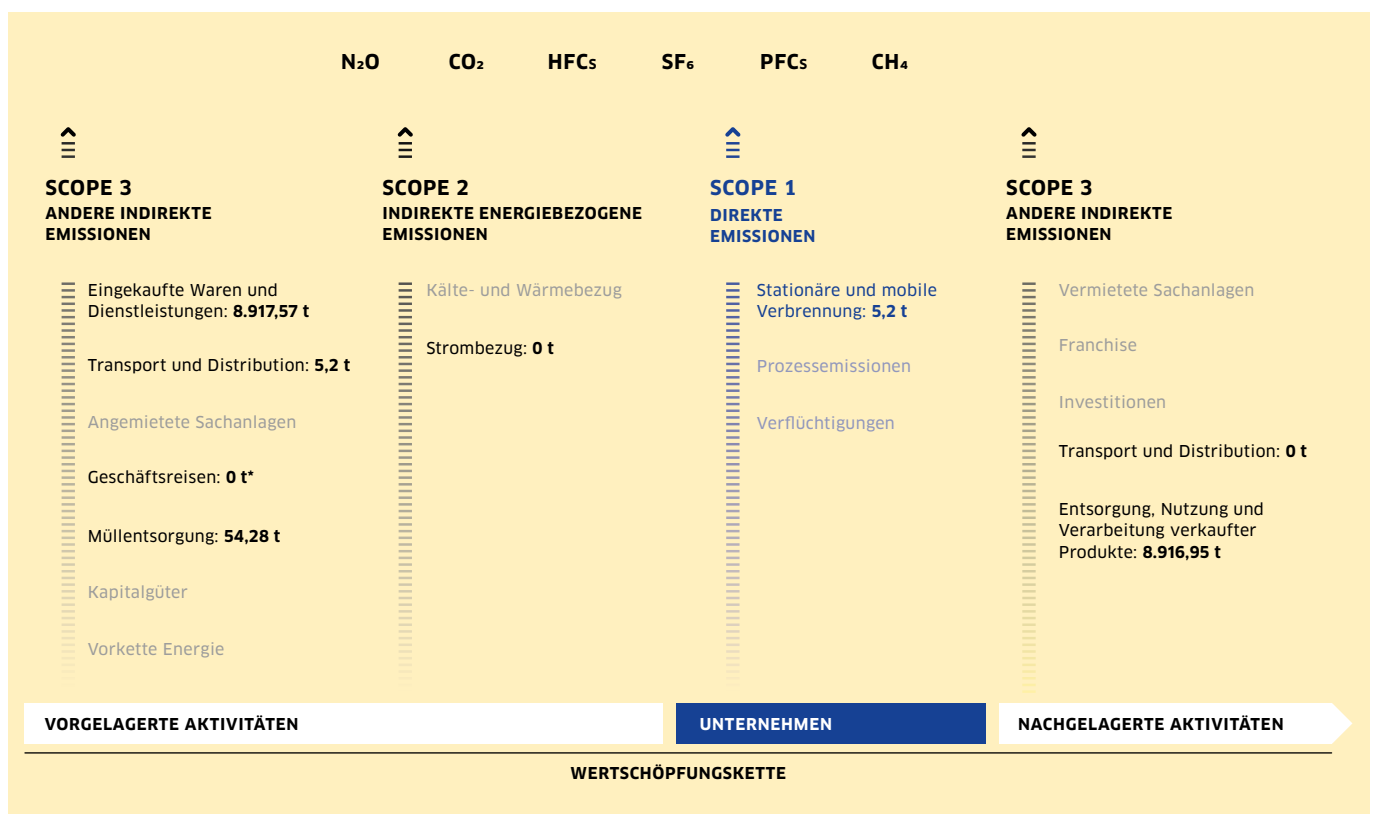 N₂O CO₂ HFCs SF₆ PFCs CH₄
SCOPE 3
ANDERE INDIREKTE
EMISSIONEN
Eingekaufte Waren und
Dienstleistungen: 8.917,57 t
Transport und Distribution: 5,2 t
Angemietete Sachanlagen
Geschäftsreisen: 0 t*
Müllentsorgung: 54,28 t
Kapitalgüter
Vorkette Energie
SCOPE 2
INDIREKTE ENERGIEBEZOGENE
EMISSIONEN
Kälte- und Wärmebezug
Strombezug: 0 t
SCOPE 1
DIREKTE
EMISSIONEN
Stationäre und mobile
Verbrennung: 5,2 t
Prozessemissionen
Verflüchtigungen
SCOPE 3
ANDERE INDIREKTE
EMISSIONEN
Vermietete Sachanlagen
Franchise
Investitionen
Transport und Distribution: 0 t
Entsorgung, Nutzung und
Verarbeitung verkaufter
Produkte: 8.916,95 t
VORGELAGERTE AKTIVITÄTEN
UNTERNEHMEN
NACHGELAGERTE AKTIVITÄTEN
WERTSCHÖPFUNGSKETTE